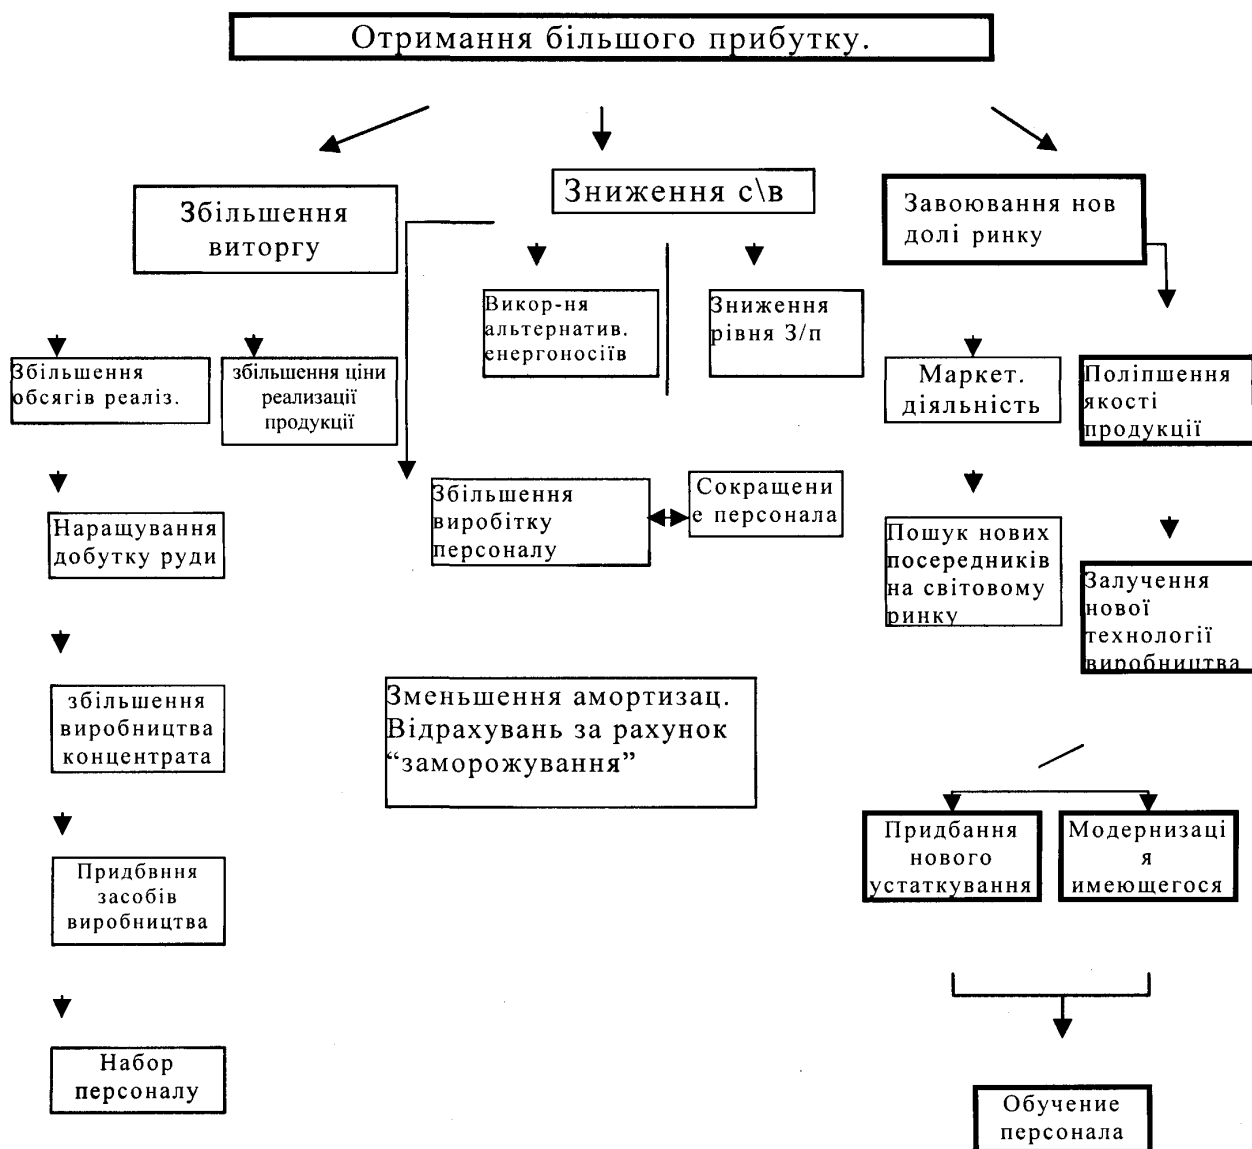 Отримання більшого прибутку.
Збільшення
виторгу
Зниження с\в
Завоювання нов
долі ринку
Збільшення
обсягів реаліз.
збільшення ціни
реализації
продукції
Викор-ня
альтернатив.
енергоносіїв
Зниження
рівня З/п
Маркет.
діяльність
Поліпшення
якості
продукції
Наращування
добутку руди
Збільшення
виробітку
персоналу
Сокращени
е персонала
Пошук нових
посередників
на світовому
ринку
Залучення
нової
технології
виробництва
збільшення
виробництва
концентрата
Зменьшення амортизац.
Відрахувань за рахунок
“заморожування”
Придбвння
засобів
виробництва
Придбання
нового
устаткування
Модернизаці
я
имеющегося
Набор
персоналу
Обучение
персонала